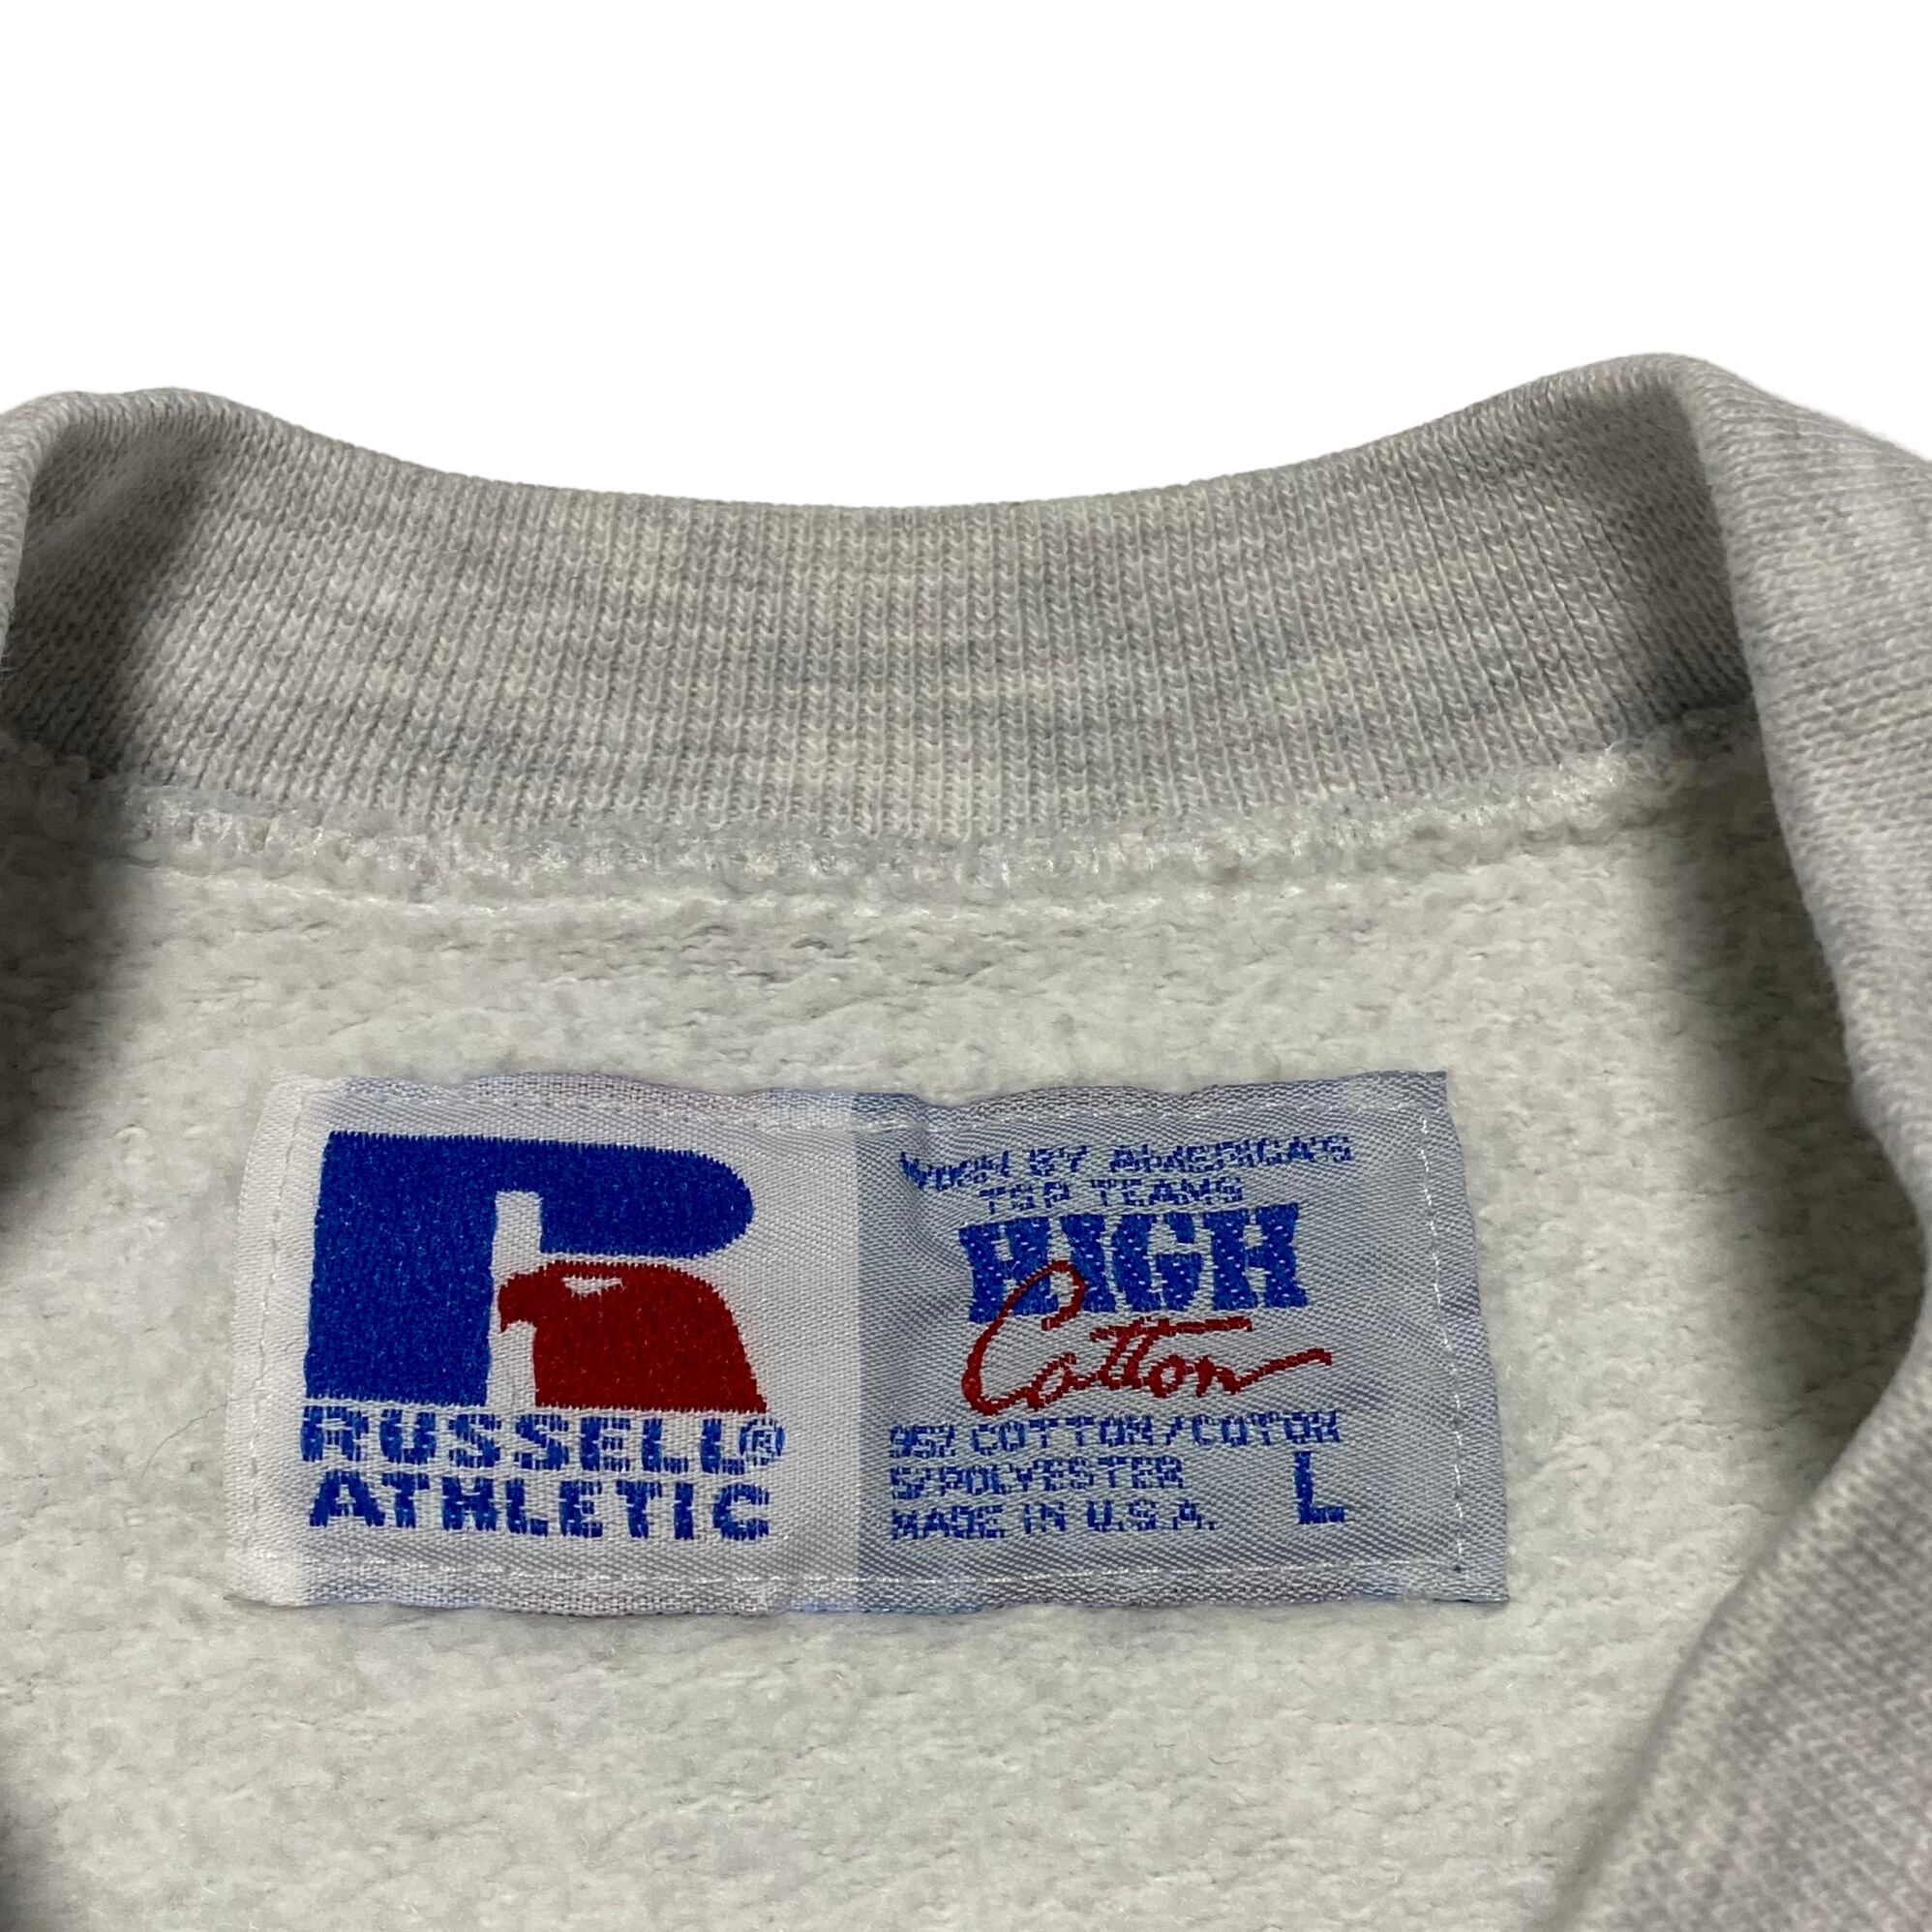 RUSSELL®
ATHLETIC
WORN BY AMERICA'S
TOP TEAMS
HIGH
Cotton
95% COTTON/COTON
5/POLYESTER
MADE IN U.S.A.
L